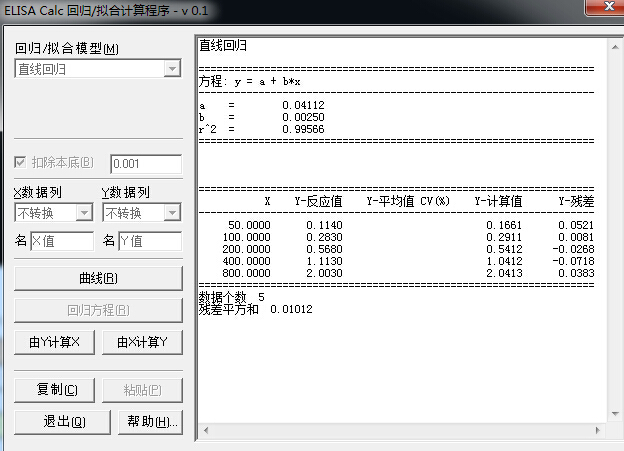 ELISA Calc 回归/拟合计算程序 - v 0.1
回归/拟合模型(M)
直线回归
扣除本底(B) 0.001
X数据列 Y数据列
不转换 不转换
名 X值 名 Y值
曲线(R)
回归方程(R)
由Y计算X 由X计算Y
复制(C) 粘贴(P)
退出(Q) 帮助(H)...
直线回归
方程: y = a + b*x
a = 0.04112
b = 0.00250
r^2 = 0.99566
X Y-反应值 Y-平均值 CV(%) Y-计算值 Y-残差
50.0000 0.1140 0.1661 0.0521
100.0000 0.2830 0.2911 0.0081
200.0000 0.5680 0.5412 -0.0268
400.0000 1.1130 1.0412 -0.0718
800.0000 2.0030 2.0413 0.0383
数据个数 5
残差平方和 0.01012